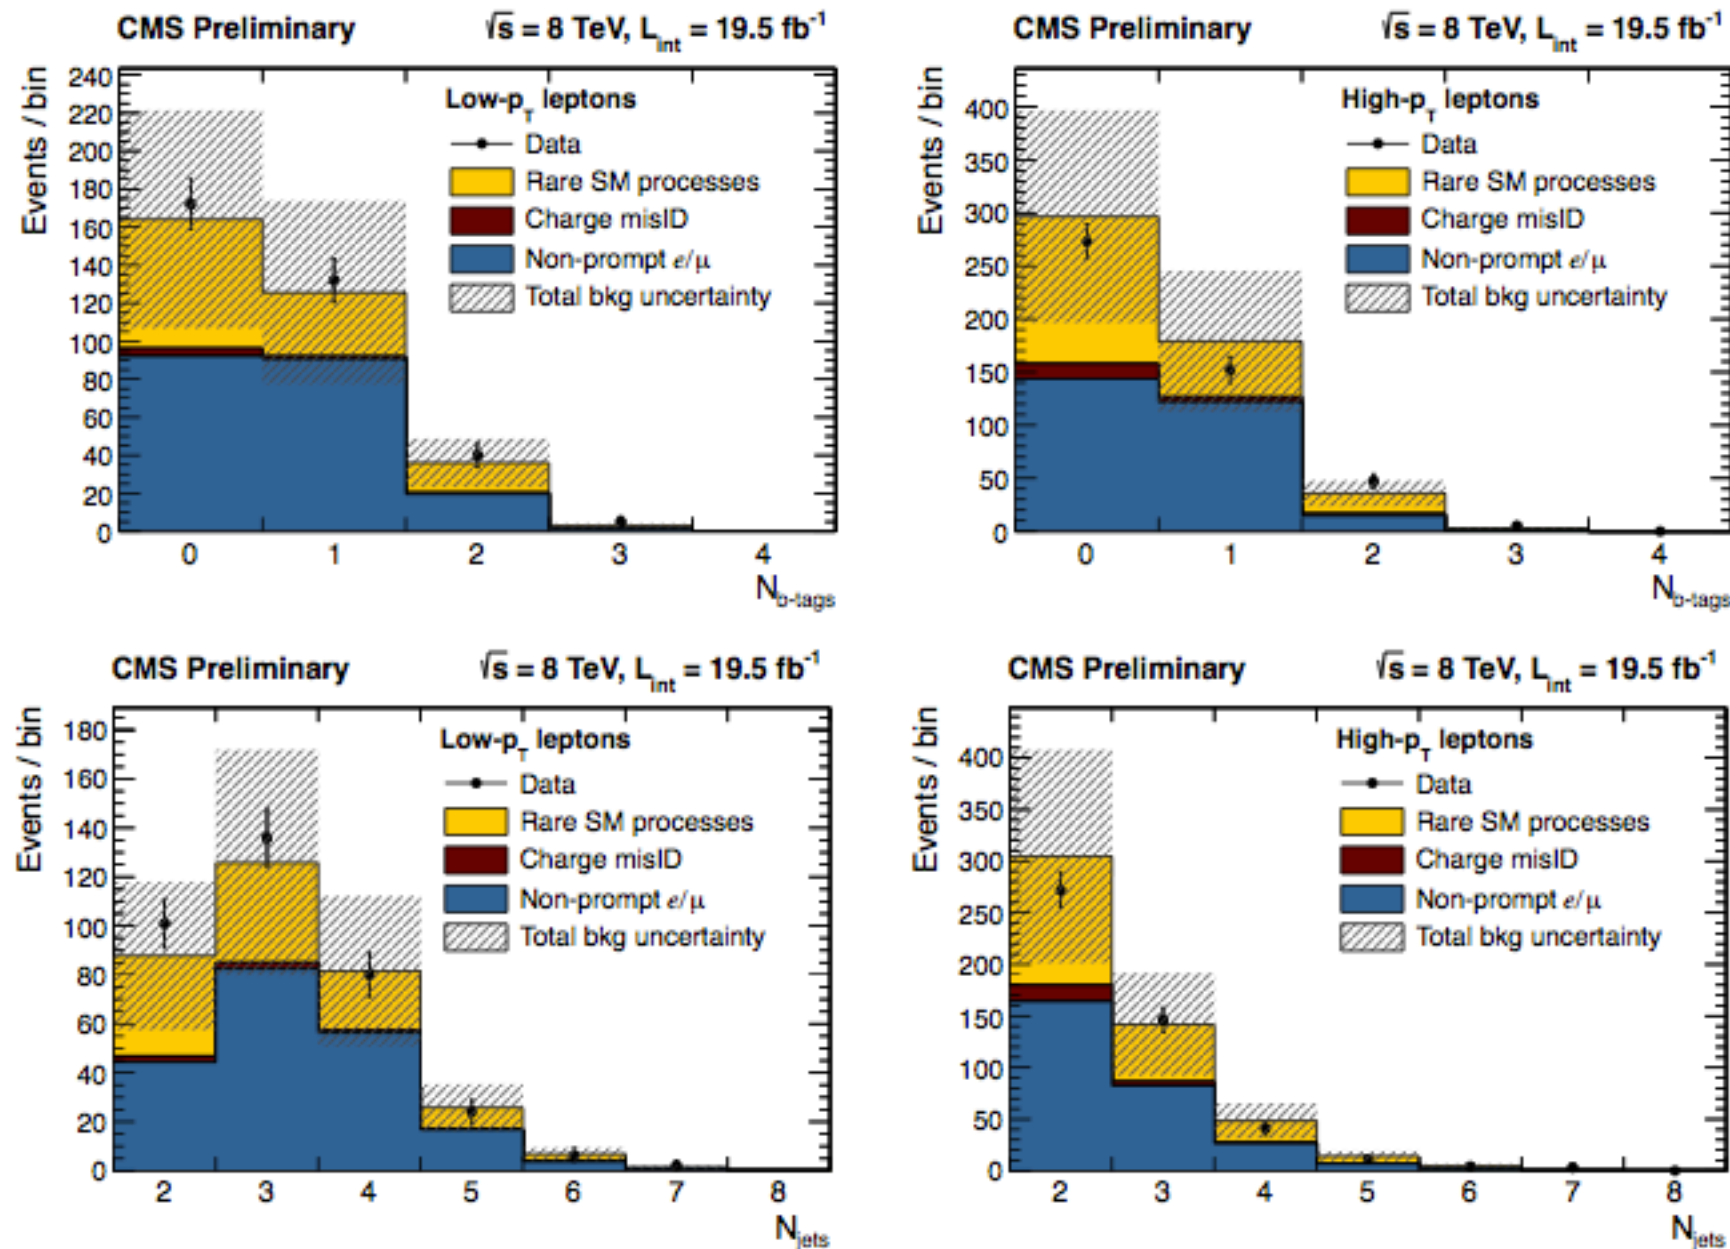 CMS Preliminary √s = 8 TeV, L_int = 19.5 fb⁻¹
Events / bin
240
220
200
180
160
140
120
100
80
60
40
20
0
Low-p_T leptons
Data
Rare SM processes
Charge misID
Non-prompt e/μ
Total bkg uncertainty
0 1 2 3 4
N_b-tags
CMS Preliminary √s = 8 TeV, L_int = 19.5 fb⁻¹
Events / bin
400
350
300
250
200
150
100
50
0
High-p_T leptons
Data
Rare SM processes
Charge misID
Non-prompt e/μ
Total bkg uncertainty
0 1 2 3 4
N_b-tags
CMS Preliminary √s = 8 TeV, L_int = 19.5 fb⁻¹
Events / bin
180
160
140
120
100
80
60
40
20
0
Low-p_T leptons
Data
Rare SM processes
Charge misID
Non-prompt e/μ
Total bkg uncertainty
2 3 4 5 6 7 8
N_jets
CMS Preliminary √s = 8 TeV, L_int = 19.5 fb⁻¹
Events / bin
400
350
300
250
200
150
100
50
0
High-p_T leptons
Data
Rare SM processes
Charge misID
Non-prompt e/μ
Total bkg uncertainty
2 3 4 5 6 7 8
N_jets